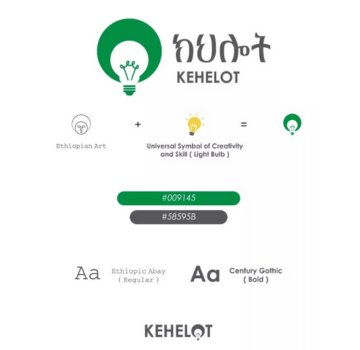 ክህሎት
KEHELOT
+
=
Ethiopian Art
Universal Symbol of Creativity
and Skill ( Light Bulb )
#009145
#58595B
Aa
Ethiopic Abay
( Regular )
Aa
Century Gothic
( Bold )
KEHELOT